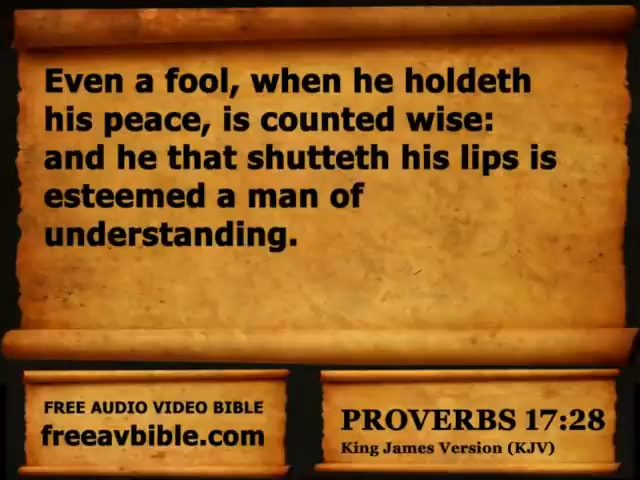 Even a fool, when he holdeth
his peace, is counted wise:
and he that shutteth his lips is
esteemed a man of
understanding.
FREE AUDIO VIDEO BIBLE
freeavbible.com
PROVERBS 17:28
King James Version (KJV)